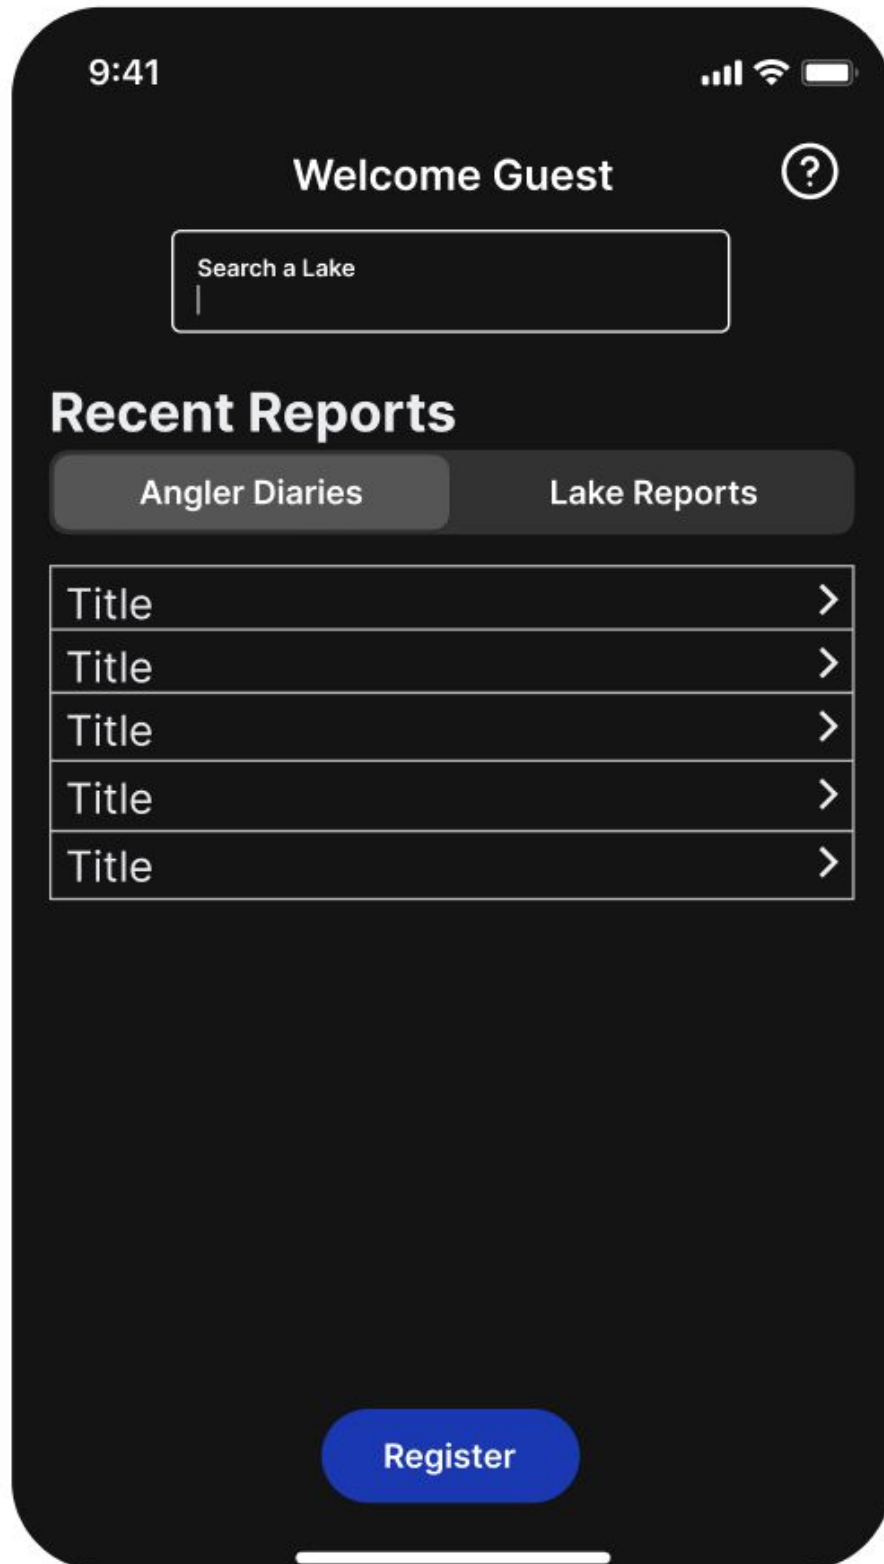 9:41
Welcome Guest
?
Search a Lake
Recent Reports
Angler Diaries
Lake Reports
Title
Title
Title
Title
Title
Register